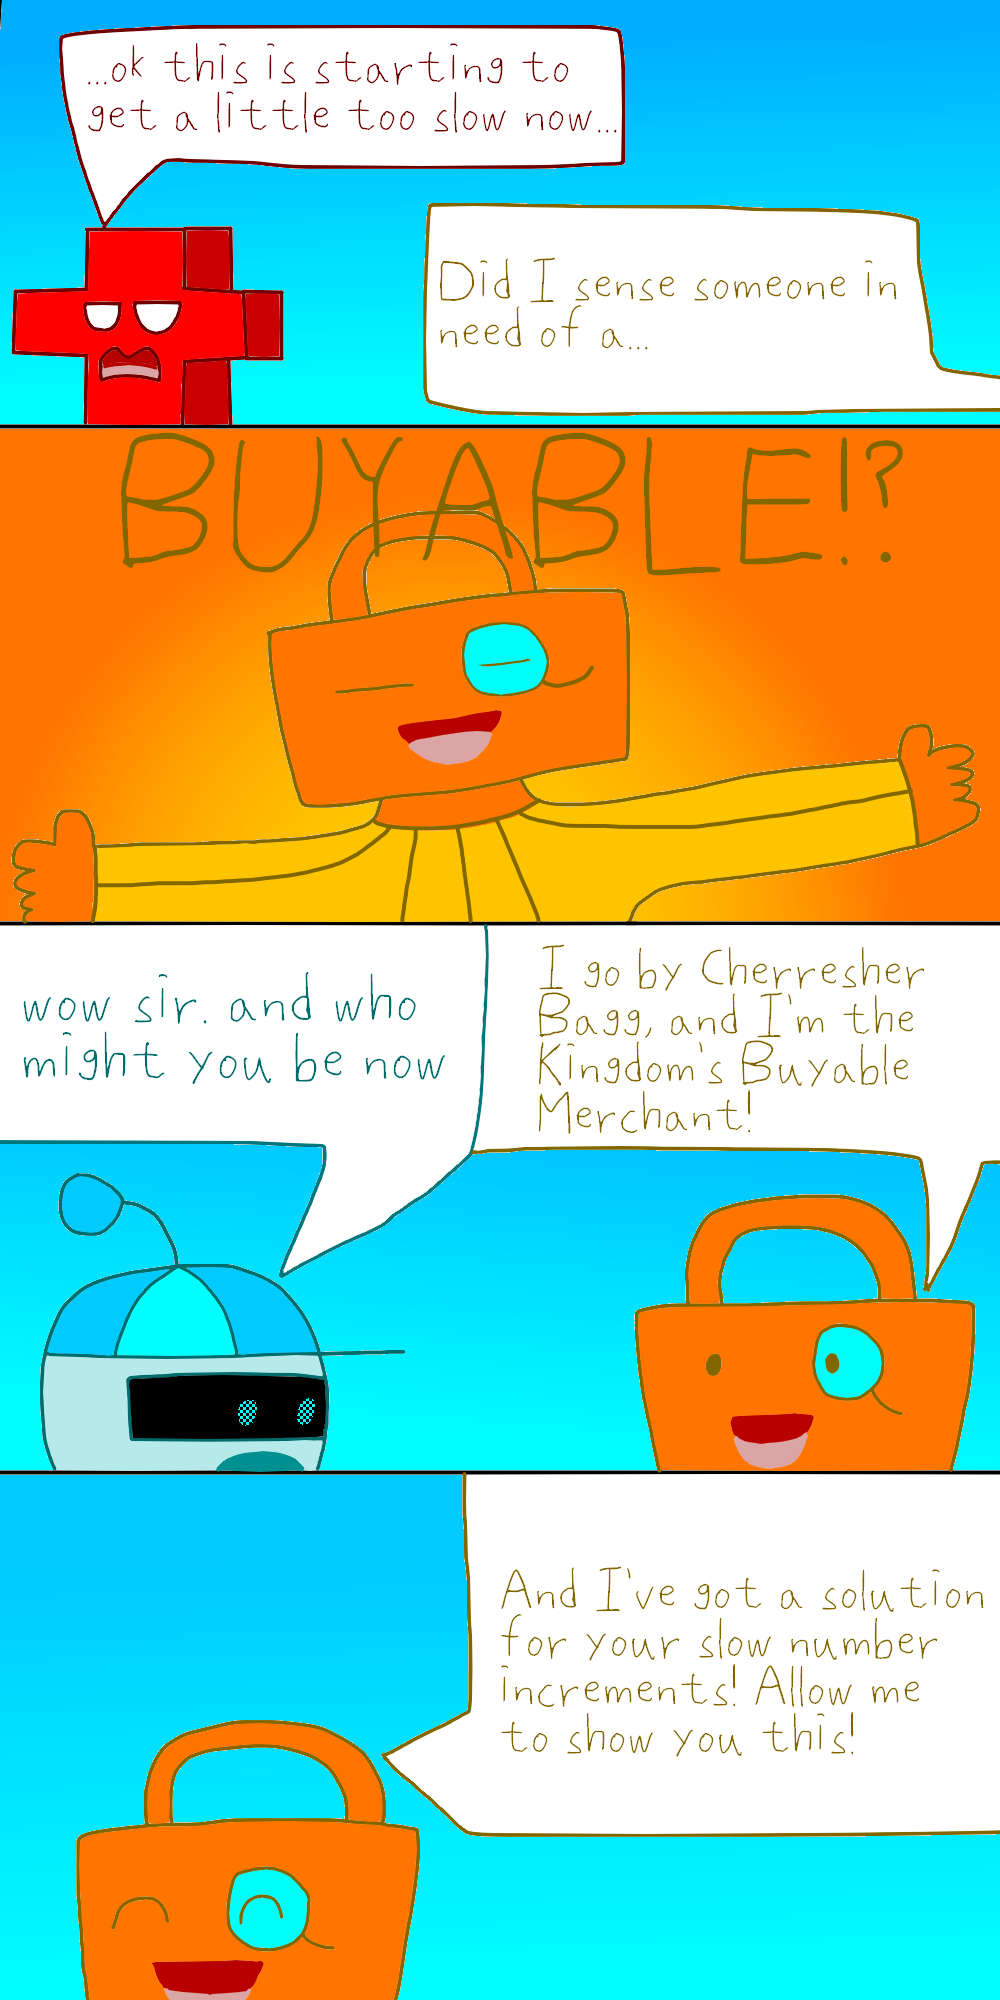 ...ok this is starting to
get a little too slow now...
Did I sense someone in
need of a...
BUYABLE!?
wow sir. and who
might you be now
I go by Cherresher
Bagg, and I'm the
Kingdom's Buyable
Merchant!
And I've got a solution
for your slow number
increments! Allow me
to show you this!